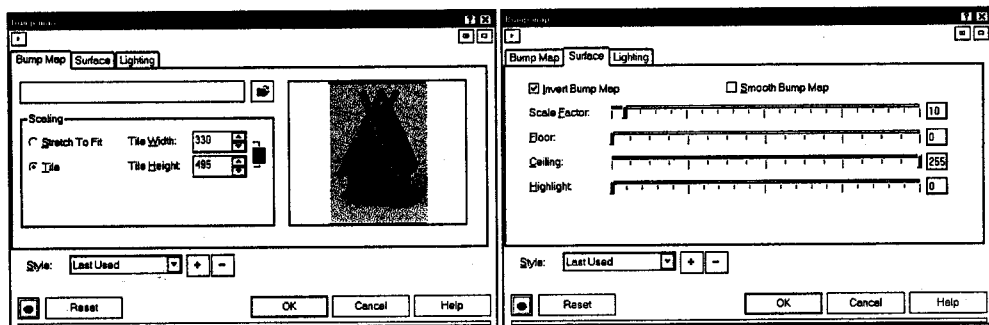 Bump map
? X
Bump Map Surface Lighting
Scaling
Stretch To Fit
Tile
Tile Width: 330
Tile Height: 495
Style: Last Used
+ -
Reset OK Cancel Help
Bump map
? X
Bump Map Surface Lighting
Invert Bump Map
Smooth Bump Map
Scale Factor: 10
Floor: 0
Ceiling: 255
Highlight: 0
Style: Last Used
+ -
Reset OK Cancel Help